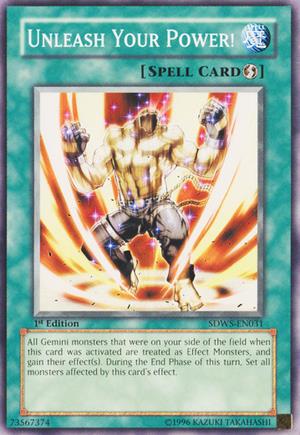 UNLEASH YOUR POWER!
[SPELL CARD]
1st Edition
SDWS-EN031
All Gemini monsters that were on your side of the field when
this card was activated are treated as Effect Monsters, and
gain their effect(s). During the End Phase of this turn, Set all
monsters affected by this card's effect.
73567374
©1996 KAZUKI TAKAHASHI